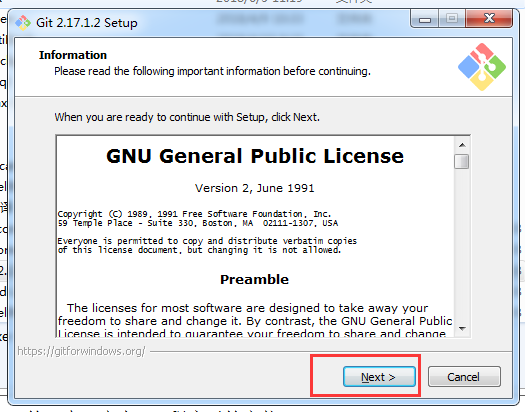 Git 2.17.1.2 Setup
Information
Please read the following important information before continuing.
When you are ready to continue with Setup, click Next.
GNU General Public License
Version 2, June 1991
Copyright (C) 1989, 1991 Free Software Foundation, Inc.
59 Temple Place - Suite 330, Boston, MA  02111-1307, USA
Everyone is permitted to copy and distribute verbatim copies
of this license document, but changing it is not allowed.
Preamble
The licenses for most software are designed to take away your
freedom to share and change it. By contrast, the GNU General Public
License is intended to guarantee your freedom to share and change
https://gitforwindows.org/
Next >
Cancel